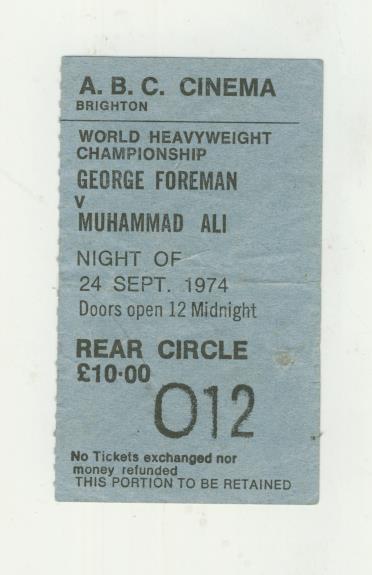 A. B. C. CINEMA
BRIGHTON
WORLD HEAVYWEIGHT
CHAMPIONSHIP
GEORGE FOREMAN
V
MUHAMMAD ALI
NIGHT OF
24 SEPT. 1974
Doors open 12 Midnight
REAR CIRCLE
£10·00
O12
No Tickets exchanged nor
money refunded
THIS PORTION TO BE RETAINED